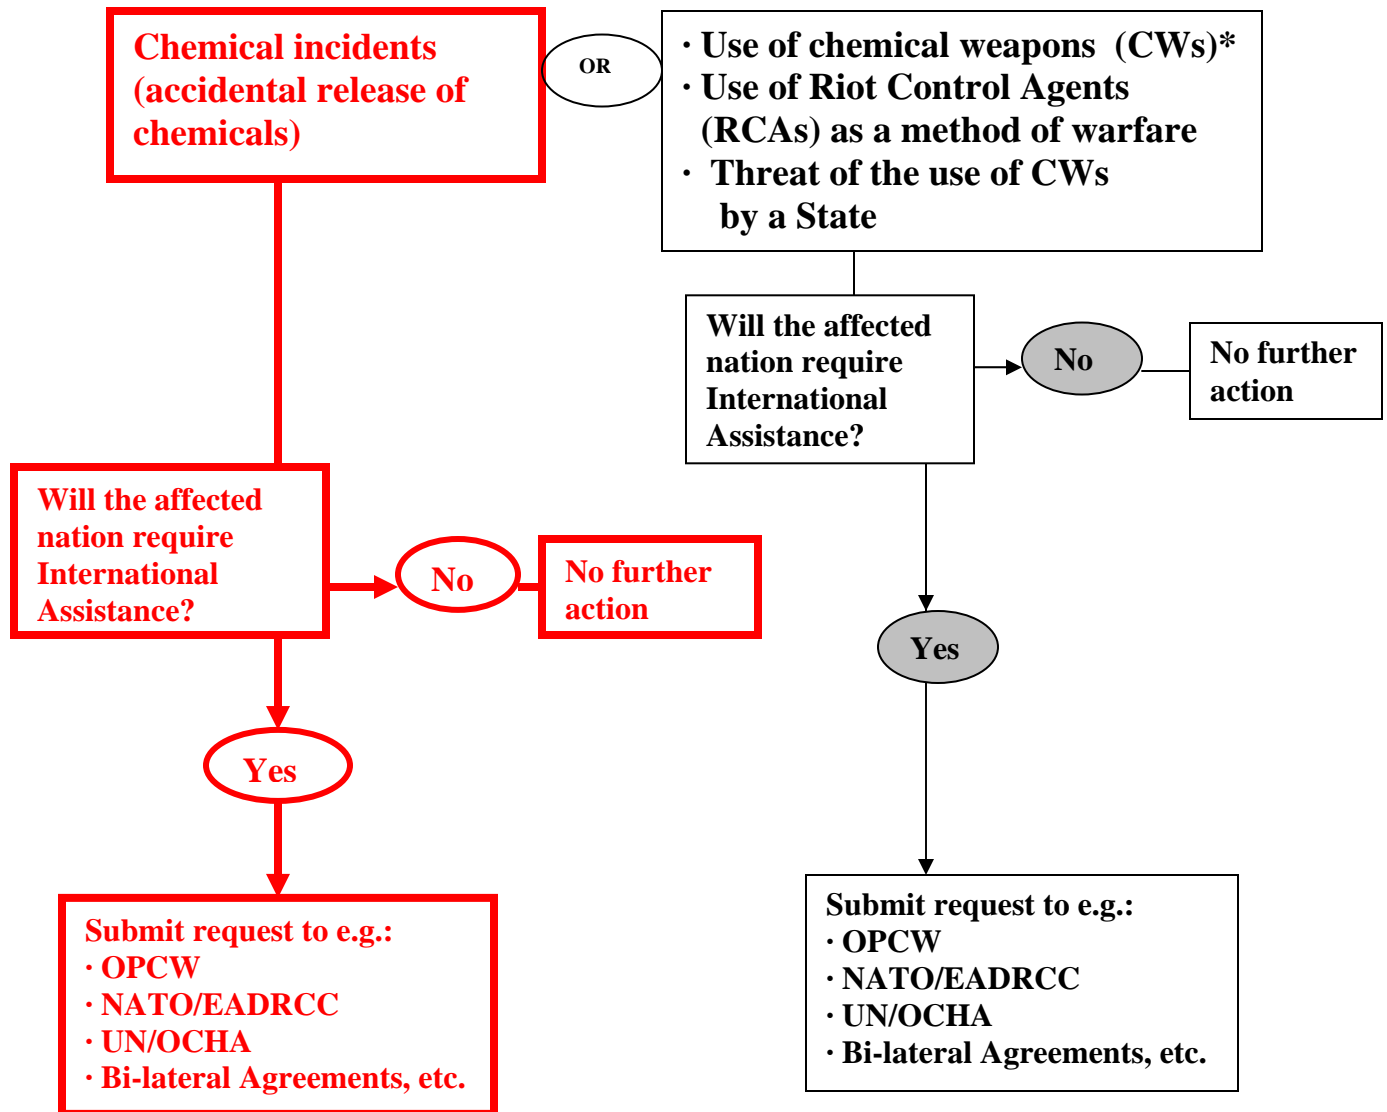 Chemical incidents
(accidental release of
chemicals)
OR
· Use of chemical weapons (CWs)*
· Use of Riot Control Agents
(RCAs) as a method of warfare
· Threat of the use of CWs
by a State
Will the affected
nation require
International
Assistance?
No
No further
action
Will the affected
nation require
International
Assistance?
No
No further
action
Yes
Yes
Submit request to e.g.:
· OPCW
· NATO/EADRCC
· UN/OCHA
· Bi-lateral Agreements, etc.
Submit request to e.g.:
· OPCW
· NATO/EADRCC
· UN/OCHA
· Bi-lateral Agreements, etc.